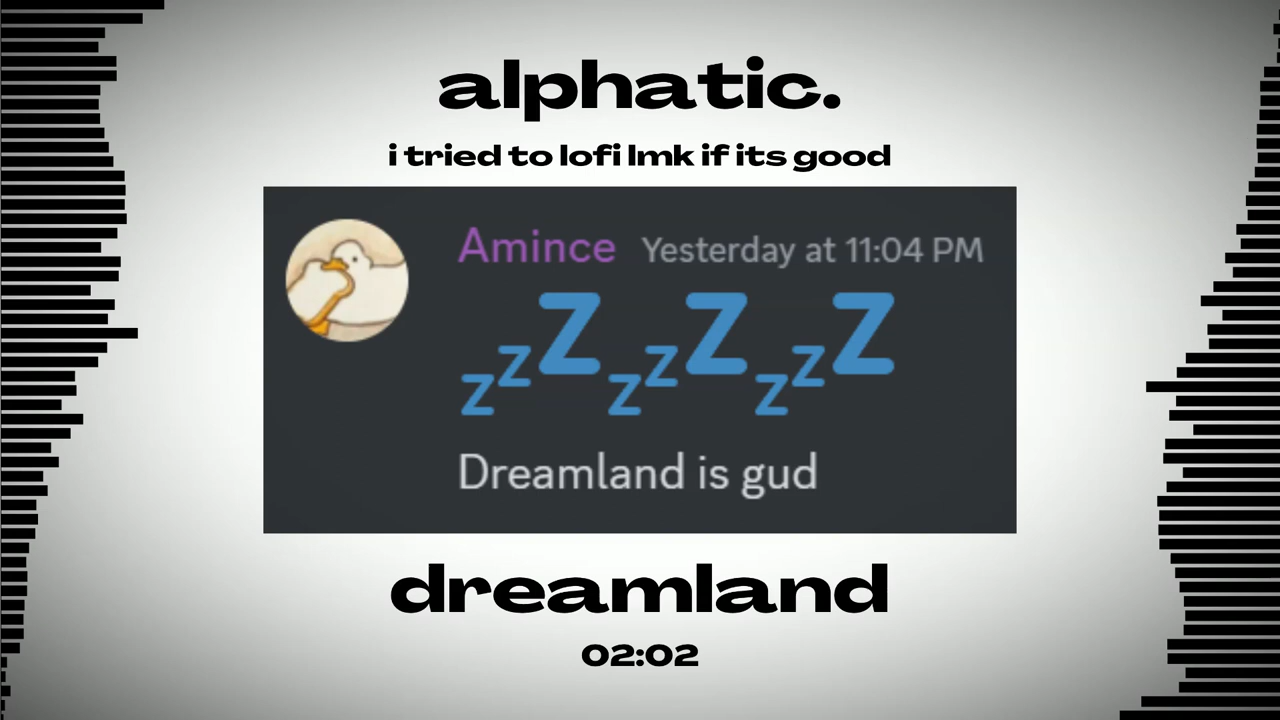 alphatic.
i tried to lofi lmk if its good
Amince Yesterday at 11:04 PM
💤💤💤
Dreamland is gud
dreamland
02:02